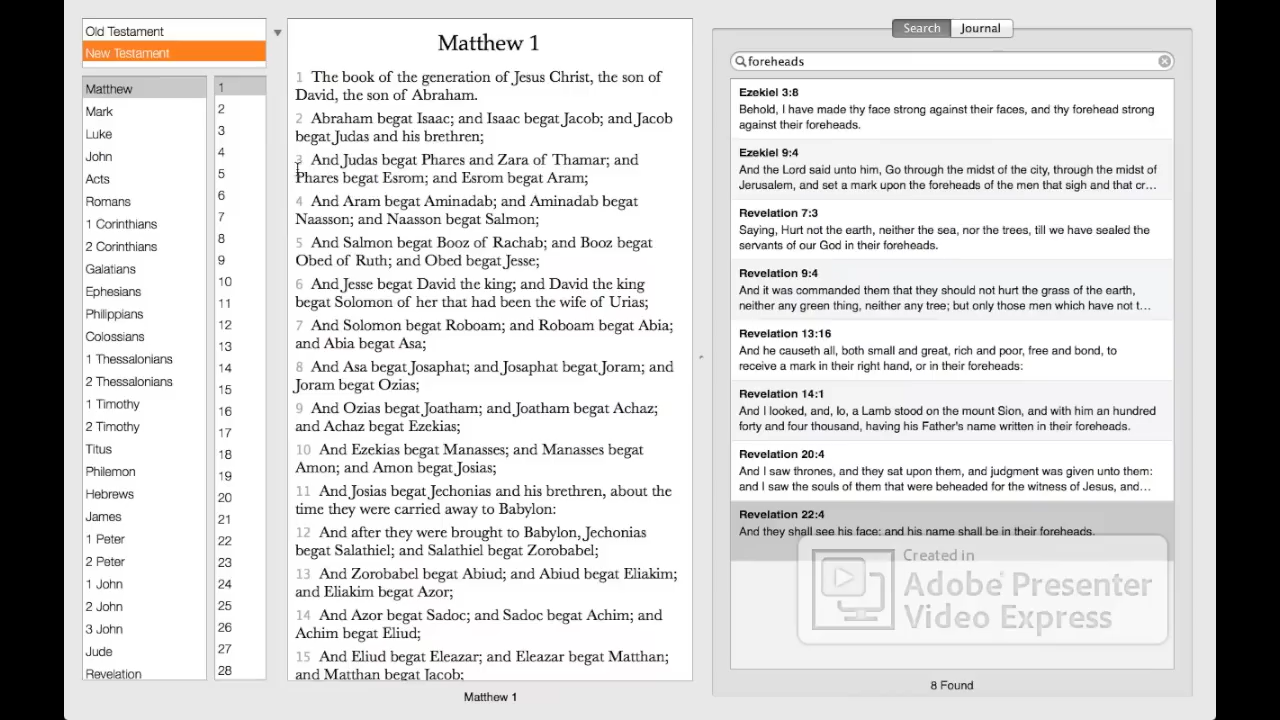 Old Testament
New Testament
Matthew
Mark
Luke
John
Acts
Romans
1 Corinthians
2 Corinthians
Galatians
Ephesians
Philippians
Colossians
1 Thessalonians
2 Thessalonians
1 Timothy
2 Timothy
Titus
Philemon
Hebrews
James
1 Peter
2 Peter
1 John
2 John
3 John
Jude
Revelation
1
2
3
4
5
6
7
8
9
10
11
12
13
14
15
16
17
18
19
20
21
22
23
24
25
26
27
28
Matthew 1
1 The book of the generation of Jesus Christ, the son of
David, the son of Abraham.
2 Abraham begat Isaac; and Isaac begat Jacob; and Jacob
begat Judas and his brethren;
3 And Judas begat Phares and Zara of Thamar; and
Phares begat Esrom; and Esrom begat Aram;
4 And Aram begat Aminadab; and Aminadab begat
Naasson; and Naasson begat Salmon;
5 And Salmon begat Booz of Rachab; and Booz begat
Obed of Ruth; and Obed begat Jesse;
6 And Jesse begat David the king; and David the king
begat Solomon of her that had been the wife of Urias;
7 And Solomon begat Roboam; and Roboam begat Abia;
and Abia begat Asa;
8 And Asa begat Josaphat; and Josaphat begat Joram; and
Joram begat Ozias;
9 And Ozias begat Joatham; and Joatham begat Achaz;
and Achaz begat Ezekias;
10 And Ezekias begat Manasses; and Manasses begat
Amon; and Amon begat Josias;
11 And Josias begat Jechonias and his brethren, about the
time they were carried away to Babylon:
12 And after they were brought to Babylon, Jechonias
begat Salathiel; and Salathiel begat Zorobabel;
13 And Zorobabel begat Abiud; and Abiud begat Eliakim;
and Eliakim begat Azor;
14 And Azor begat Sadoc; and Sadoc begat Achim; and
Achim begat Eliud;
15 And Eliud begat Eleazar; and Eleazar begat Matthan;
and Matthan begat Jacob;
Matthew 1
Search Journal
foreheads
Ezekiel 3:8
Behold, I have made thy face strong against their faces, and thy forehead strong
against their foreheads.
Ezekiel 9:4
And the Lord said unto him, Go through the midst of the city, through the midst of
Jerusalem, and set a mark upon the foreheads of the men that sigh and that cr...
Revelation 7:3
Saying, Hurt not the earth, neither the sea, nor the trees, till we have sealed the
servants of our God in their foreheads.
Revelation 9:4
And it was commanded them that they should not hurt the grass of the earth,
neither any green thing, neither any tree; but only those men which have not t...
Revelation 13:16
And he causeth all, both small and great, rich and poor, free and bond, to
receive a mark in their right hand, or in their foreheads:
Revelation 14:1
And I looked, and, lo, a Lamb stood on the mount Sion, and with him an hundred
forty and four thousand, having his Father's name written in their foreheads.
Revelation 20:4
And I saw thrones, and they sat upon them, and judgment was given unto them:
and I saw the souls of them that were beheaded for the witness of Jesus, and...
Revelation 22:4
And they shall see his face; and his name shall be in their foreheads.
Created in
Adobe Presenter
Video Express
8 Found